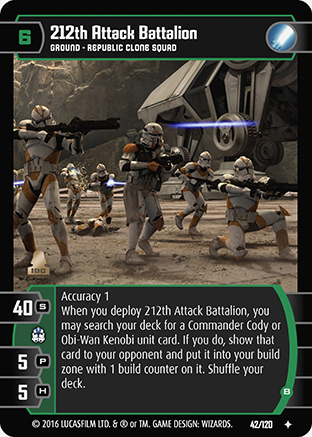 6
212th Attack Battalion
GROUND - REPUBLIC CLONE SQUAD
40 S
5 P
5 H
Accuracy 1
When you deploy 212th Attack Battalion, you
may search your deck for a Commander Cody or
Obi-Wan Kenobi unit card. If you do, show that
card to your opponent and put it into your build
zone with 1 build counter on it. Shuffle your
deck.
B
© 2016 LUCASFILM LTD. & ® or TM. GAME DESIGN: WIZARDS. 42/120